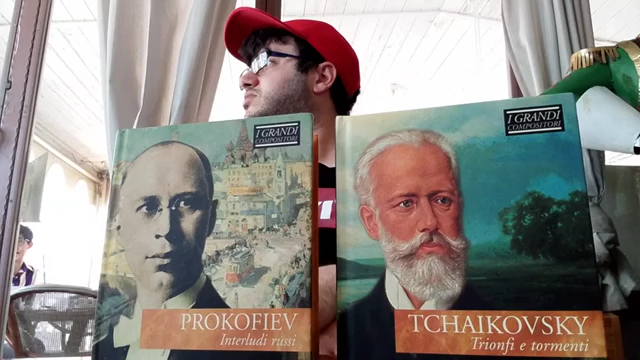 I GRANDI
COMPOSITORI
PROKOFIEV
Interludi russi
I GRANDI
COMPOSITORI
TCHAIKOVSKY
Trionfi e tormenti